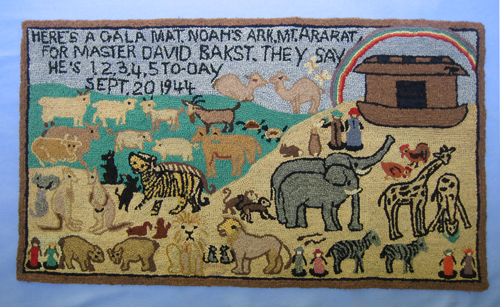 HERE'S A GALA MAT, NOAH'S ARK, MT. ARARAT,
FOR MASTER DAVID BAKST. THEY SAY
HE'S 1,2,3,4,5 TO-DAY
SEPT. 20 1944